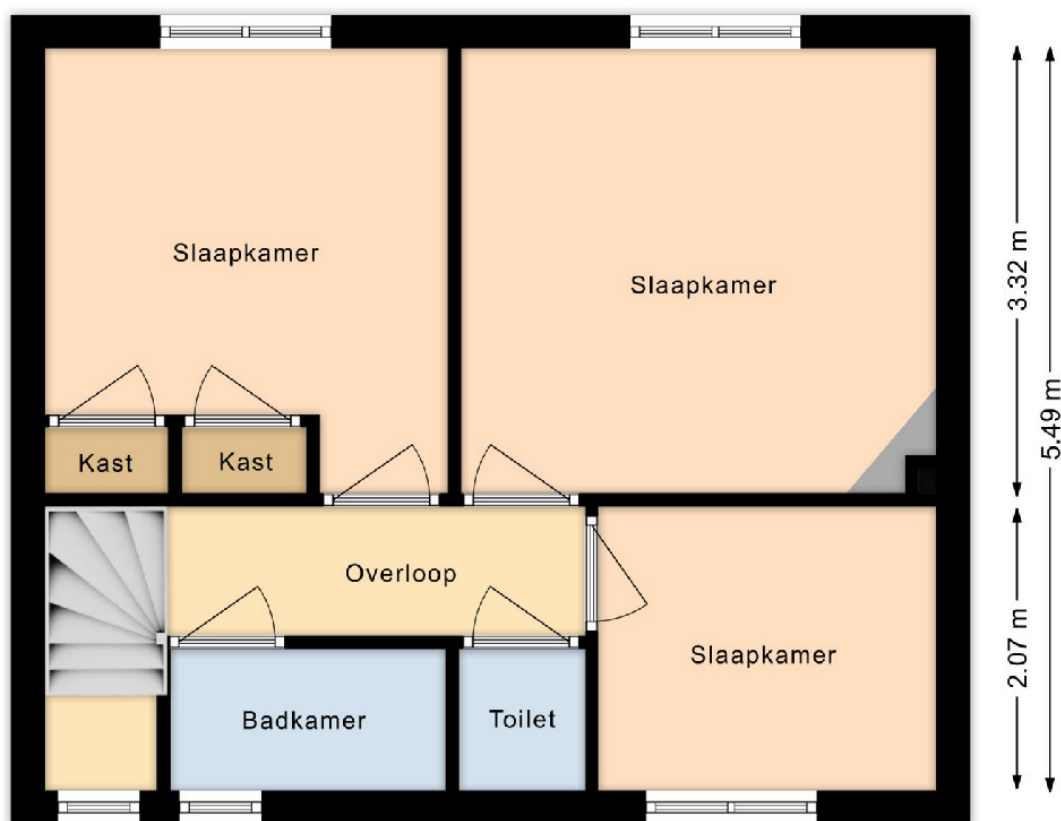 Slaapkamer
Slaapkamer
3.32 m
5.49 m
Kast
Kast
Overloop
Slaapkamer
2.07 m
Badkamer
Toilet